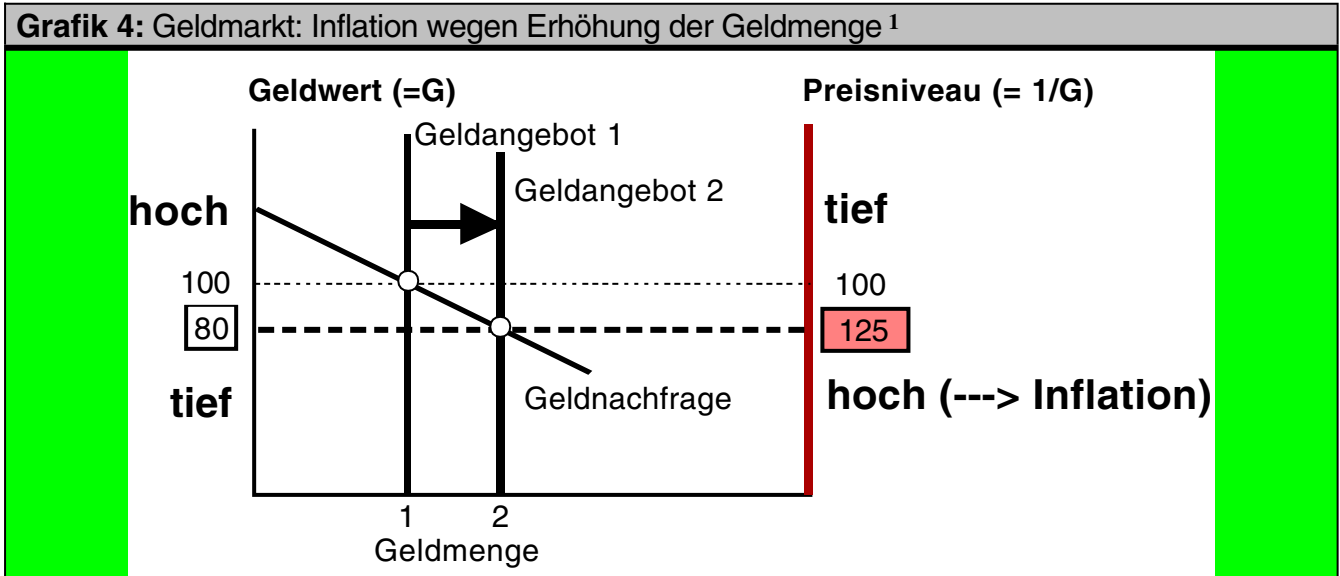 Grafik 4: Geldmarkt: Inflation wegen Erhöhung der Geldmenge 1
Geldwert (=G)
Preisniveau (= 1/G)
Geldangebot 1
Geldangebot 2
hoch
tief
100
100
80
125
tief
Geldnachfrage
hoch (---> Inflation)
1 2
Geldmenge